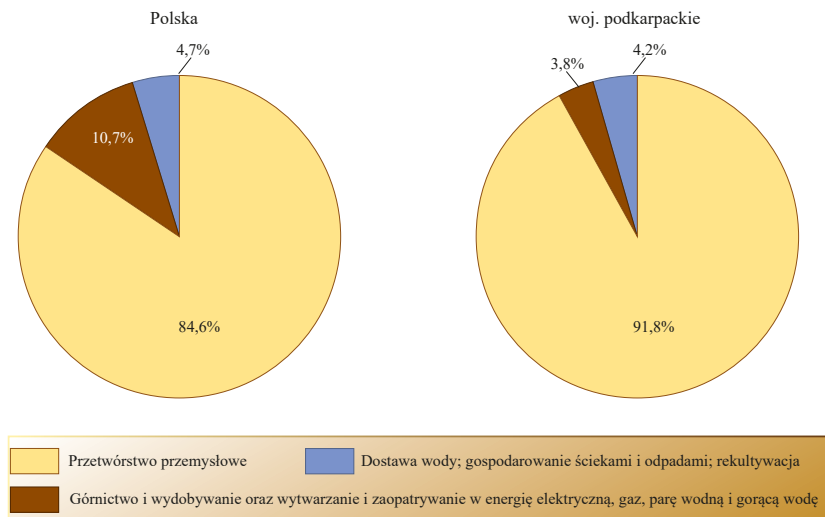 Polska
4,7%
10,7%
84,6%
woj. podkarpackie
4,2%
3,8%
91,8%
Przetwórstwo przemysłowe
Dostawa wody; gospodarowanie ściekami i odpadami; rekultywacja
Górnictwo i wydobywanie oraz wytwarzanie i zaopatrywanie w energię elektryczną, gaz, parę wodną i gorącą wodę